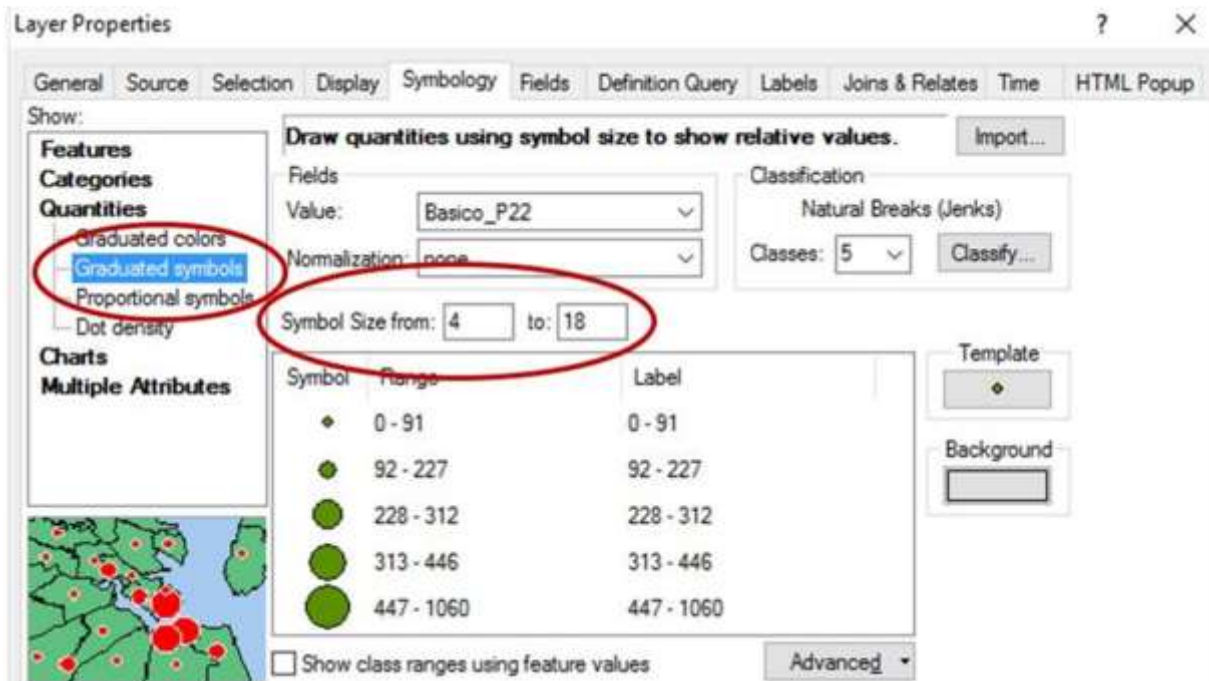 Layer Properties ? ×
General Source Selection Display Symbology Fields Definition Query Labels Joins & Relates Time HTML Popup
Show:
Features
Categories
Quantities
Graduated colors
Graduated symbols
Proportional symbols
Dot density
Charts
Multiple Attributes
Draw quantities using symbol size to show relative values.
Import...
Fields
Value: Basico_P22
Normalization: none
Classification
Natural Breaks (Jenks)
Classes: 5 Classify...
Symbol Size from: 4 to: 18
Symbol Range Label
0 - 91 0 - 91
92 - 227 92 - 227
228 - 312 228 - 312
313 - 446 313 - 446
447 - 1060 447 - 1060
Template
Background
Show class ranges using feature values
Advanced